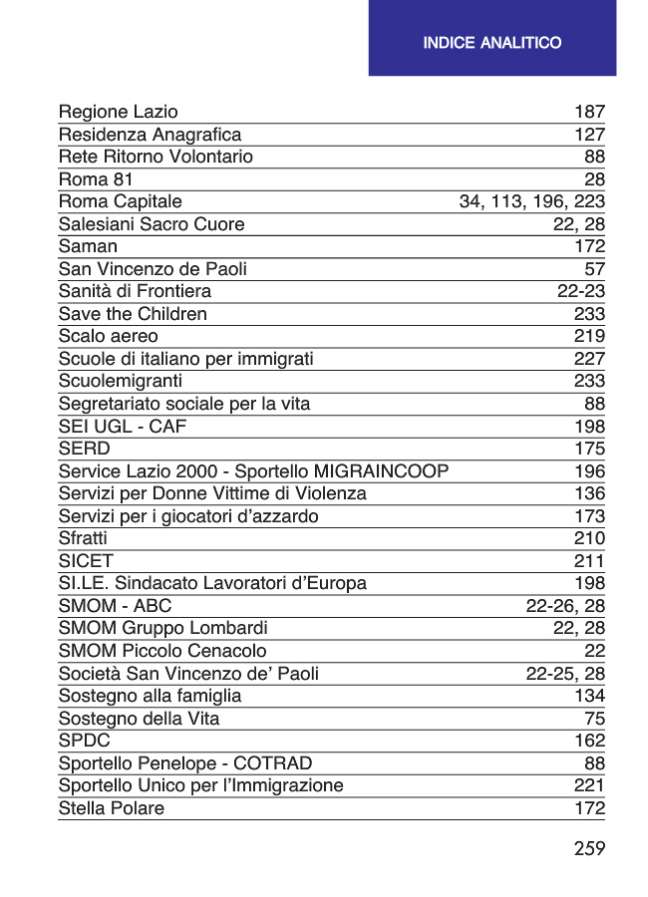 INDICE ANALITICO
Regione Lazio 187
Residenza Anagrafica 127
Rete Ritorno Volontario 88
Roma 81 28
Roma Capitale 34, 113, 196, 223
Salesiani Sacro Cuore 22, 28
Saman 172
San Vincenzo de Paoli 57
Sanità di Frontiera 22-23
Save the Children 233
Scalo aereo 219
Scuole di italiano per immigrati 227
Scuolemigranti 233
Segretariato sociale per la vita 88
SEI UGL - CAF 198
SERD 175
Service Lazio 2000 - Sportello MIGRAINCOOP 196
Servizi per Donne Vittime di Violenza 136
Servizi per i giocatori d'azzardo 173
Sfratti 210
SICET 211
SI.LE. Sindacato Lavoratori d'Europa 198
SMOM - ABC 22-26, 28
SMOM Gruppo Lombardi 22, 28
SMOM Piccolo Cenacolo 22
Società San Vincenzo de' Paoli 22-25, 28
Sostegno alla famiglia 134
Sostegno della Vita 75
SPDC 162
Sportello Penelope - COTRAD 88
Sportello Unico per l'Immigrazione 221
Stella Polare 172
259